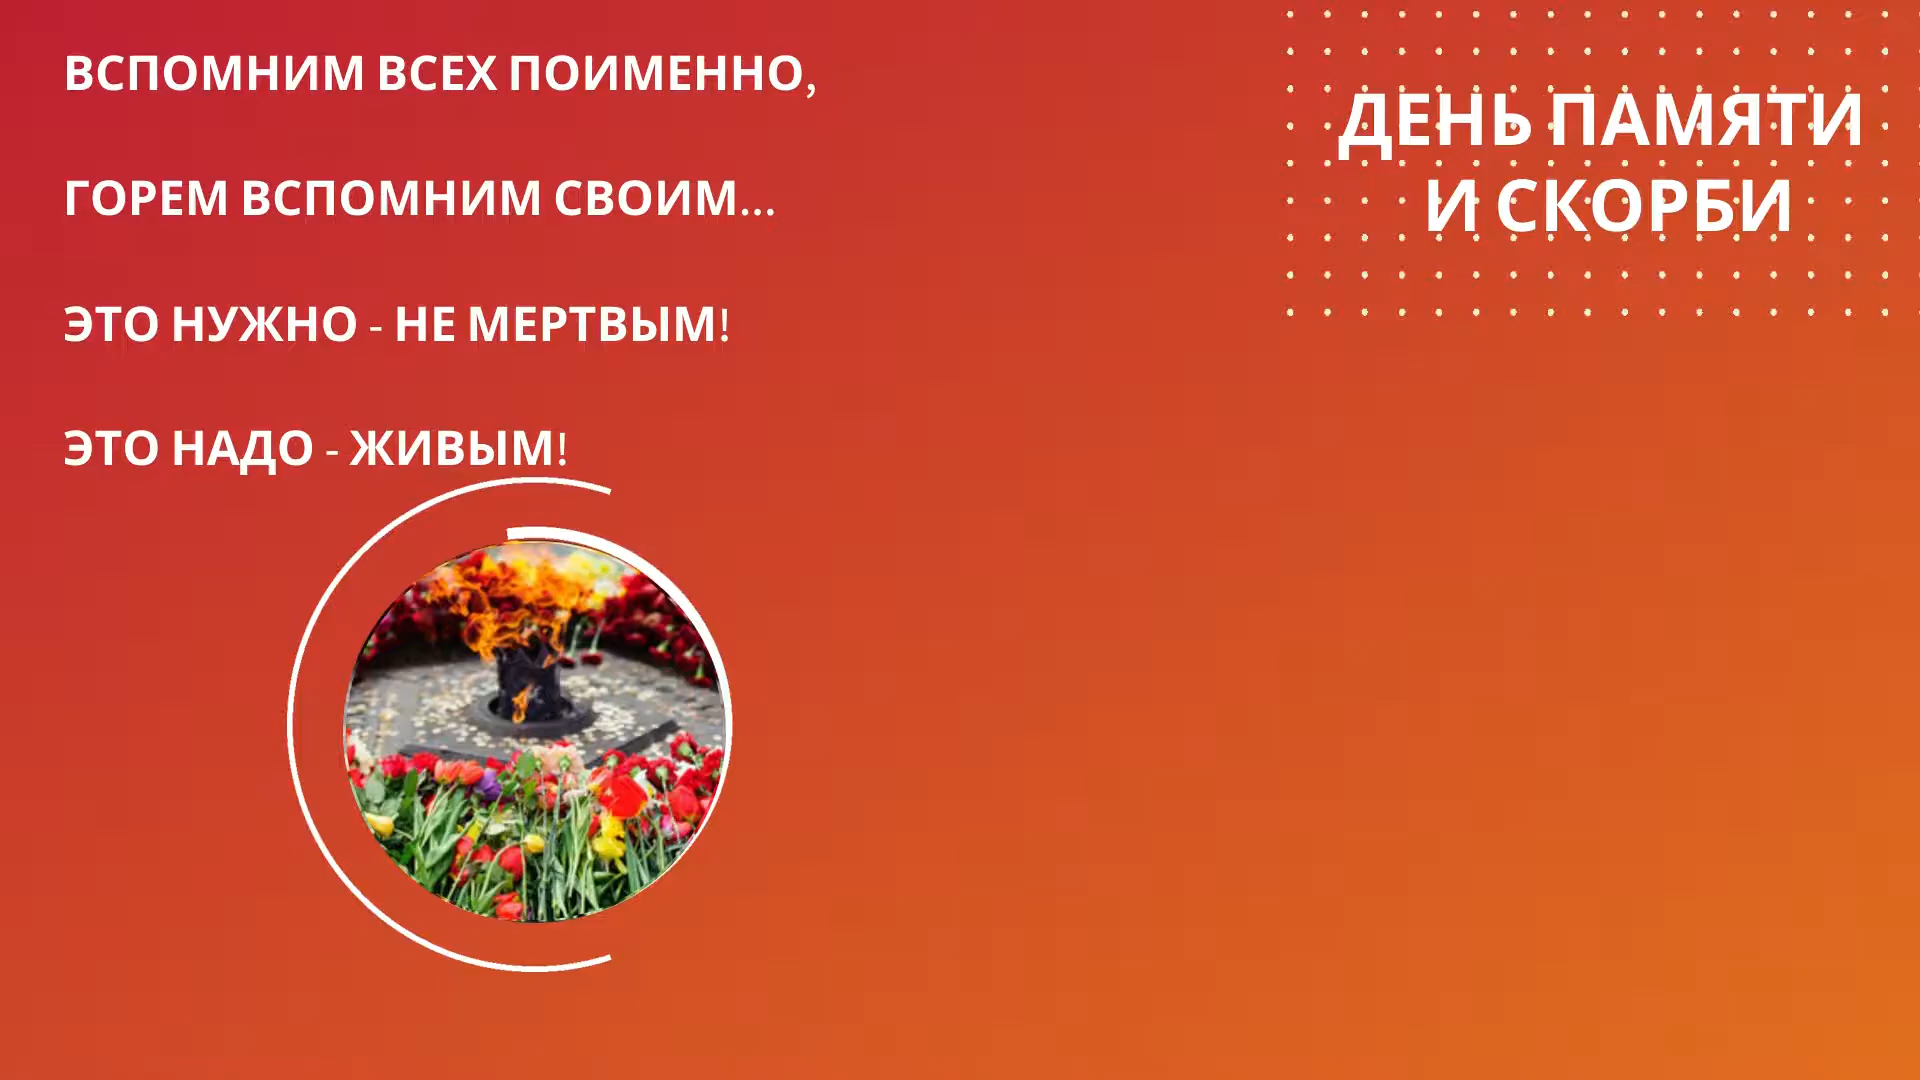 ВСПОМНИМ ВСЕХ ПОИМЕННО,
ГОРЕМ ВСПОМНИМ СВОИМ...
ЭТО НУЖНО - НЕ МЕРТВЫМ!
ЭТО НАДО - ЖИВЫМ!
ДЕНЬ ПАМЯТИ
И СКОРБИ